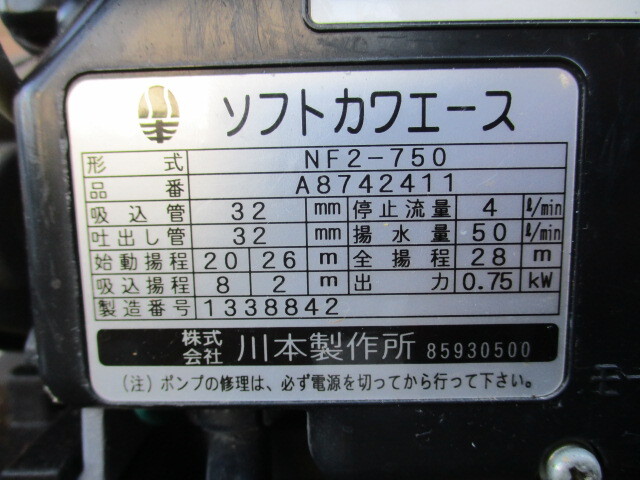 ソフトカワエース
形式 NF2-750
品番 A8742411
吸込管 32 mm 停止流量 4 ℓ/min
吐出し管 32 mm 揚水量 50 ℓ/min
始動揚程 20 26 m 全揚程 28 m
吸込揚程 8 2 m 出力 0.75 kW
製造番号 1338842
株式会社 川本製作所 85930500
(注) ポンプの修理は、必ず電源を切ってから行って下さい。